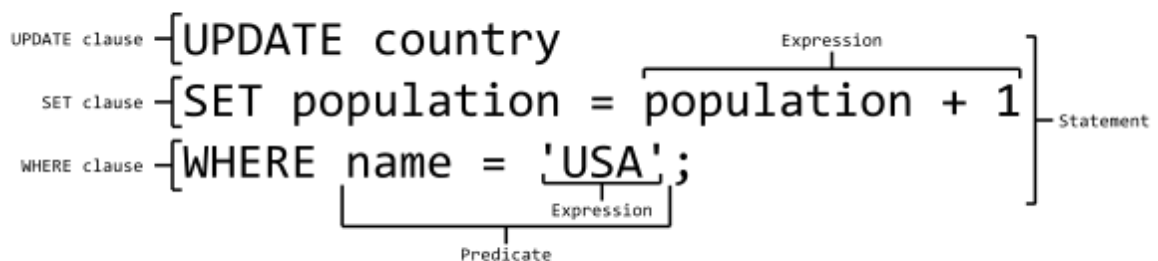 UPDATE clause UPDATE country
Expression
SET clause SET population = population + 1
Statement
WHERE clause WHERE name = 'USA';
Expression
Predicate